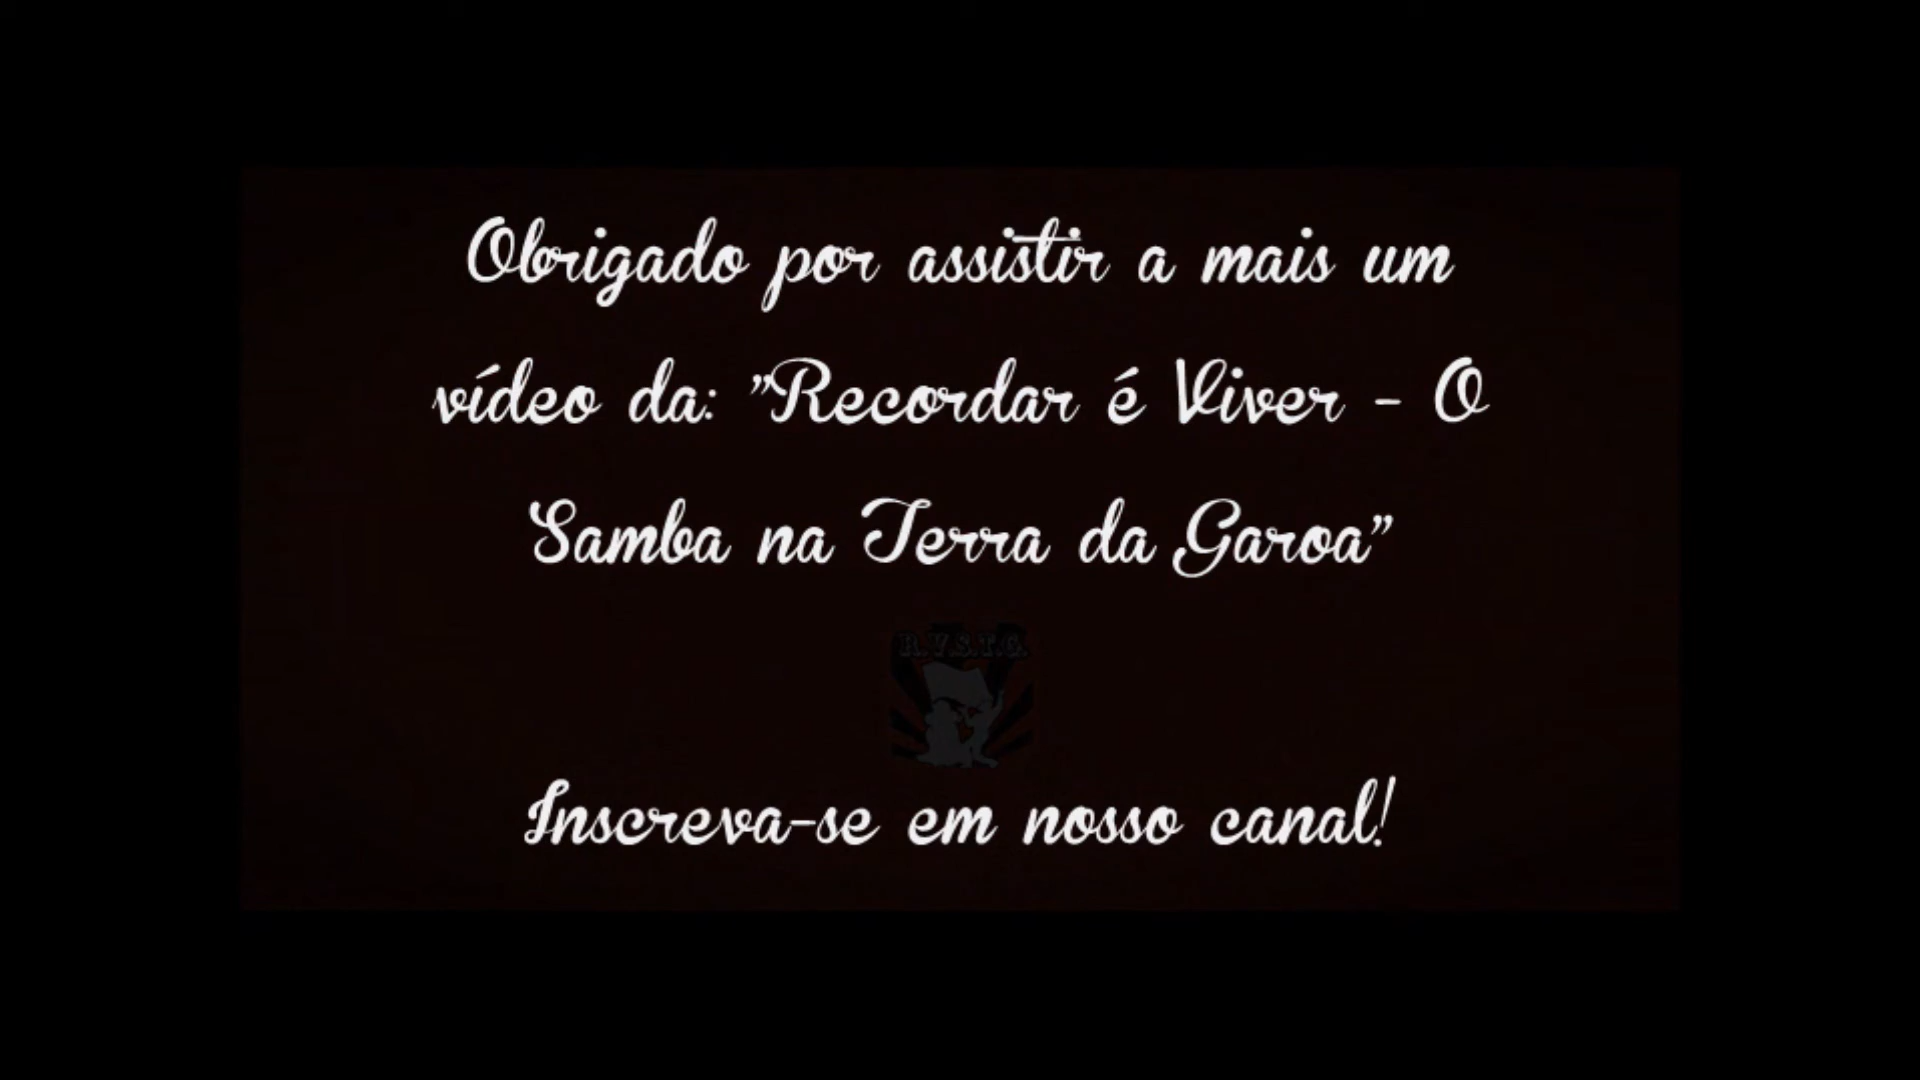 Obrigado por assistir a mais um
vídeo da: "Recordar é Viver - O
Samba na Terra da Garoa"
R.V.S.T.G.
Inscreva-se em nosso canal!